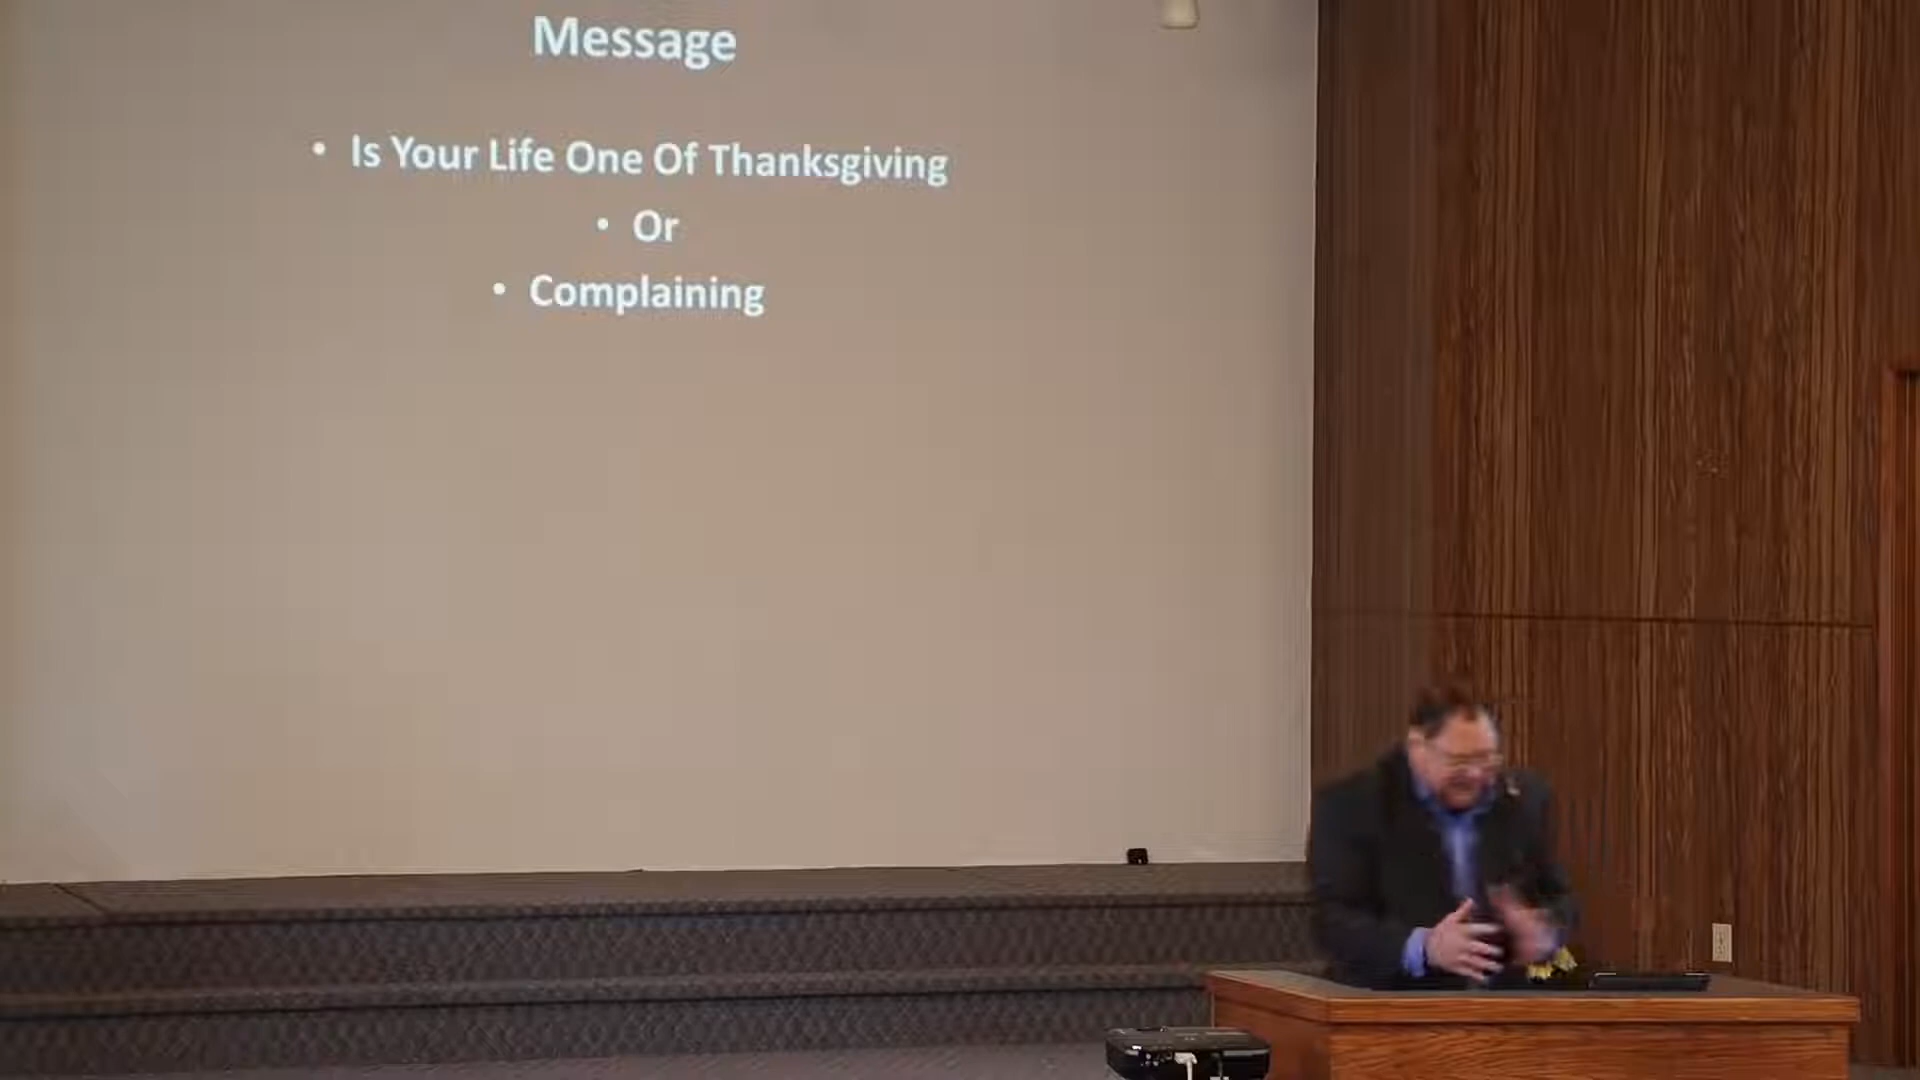 Message
• Is Your Life One Of Thanksgiving
• Or
• Complaining